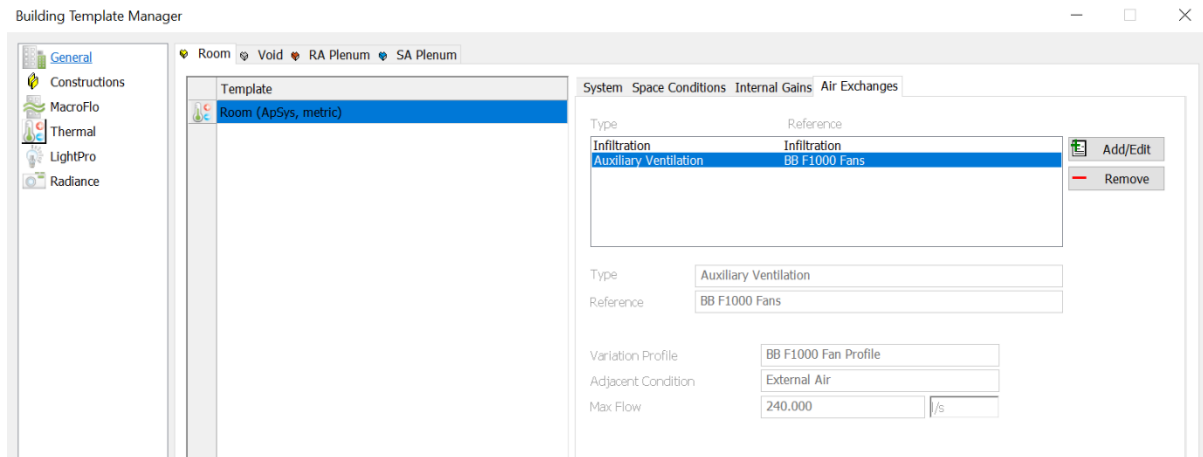 Building Template Manager
General
Constructions
MacroFlo
Thermal
LightPro
Radiance
Room Void RA Plenum SA Plenum
Template
Room (ApSys, metric)
System Space Conditions Internal Gains Air Exchanges
Type Reference
Infiltration Infiltration
Auxiliary Ventilation BB F1000 Fans
Add/Edit
Remove
Type Auxiliary Ventilation
Reference BB F1000 Fans
Variation Profile BB F1000 Fan Profile
Adjacent Condition External Air
Max Flow 240.000 l/s